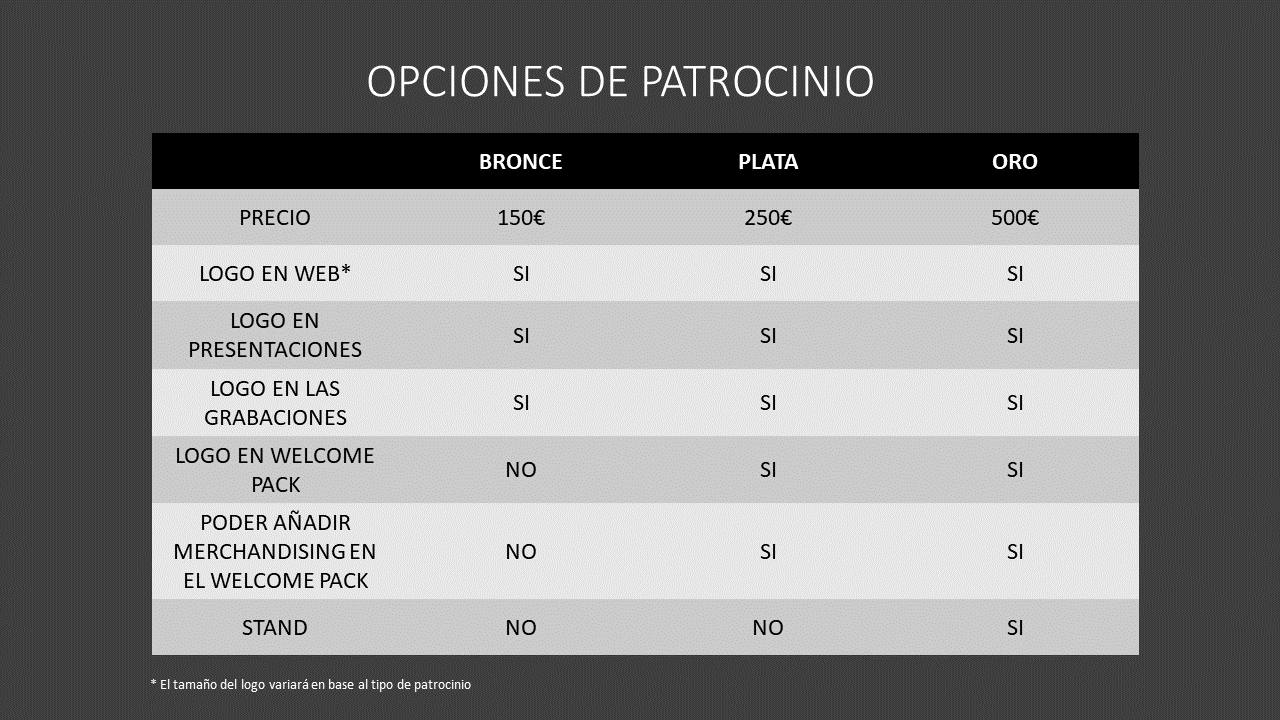 OPCIONES DE PATROCINIO
BRONCE PLATA ORO
PRECIO 150€ 250€ 500€
LOGO EN WEB* SI SI SI
LOGO EN
PRESENTACIONES SI SI SI
LOGO EN LAS
GRABACIONES SI SI SI
LOGO EN WELCOME
PACK NO SI SI
PODER AÑADIR
MERCHANDISING EN NO SI SI
EL WELCOME PACK
STAND NO NO SI
* El tamaño del logo variará en base al tipo de patrocinio